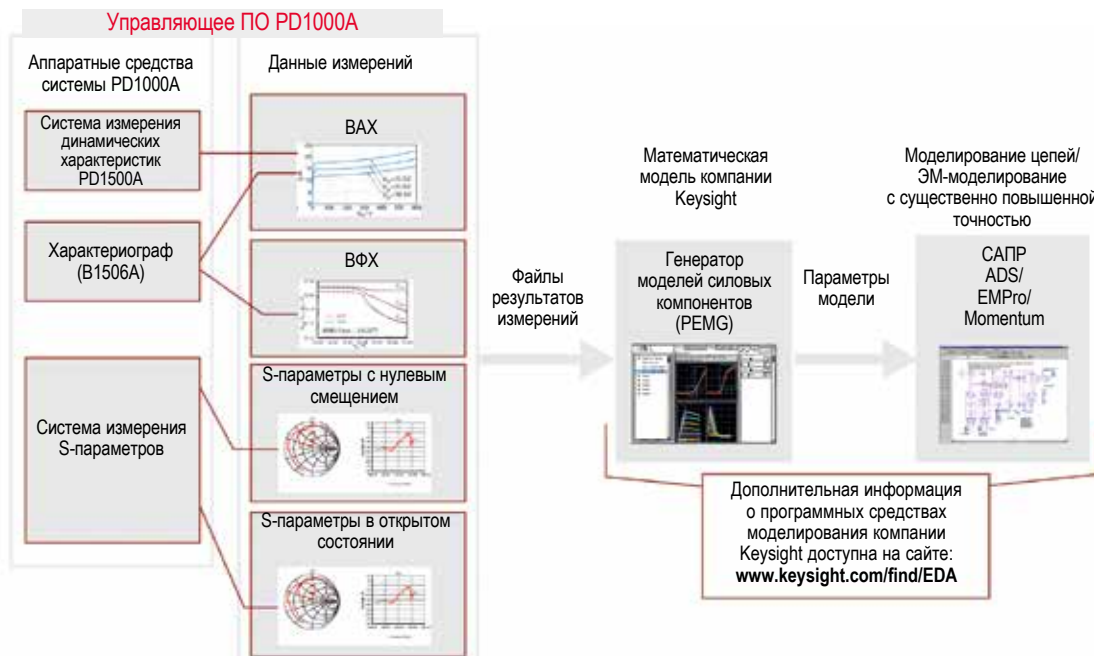 Управляющее ПО PD1000A
Аппаратные средства
системы PD1000A
Система измерения
динамических
характеристик
PD1500A
Характериограф
(B1506A)
Система измерения
S-параметров
Данные измерений
ВАХ
ВФХ
S-параметры с нулевым
смещением
S-параметры в открытом
состоянии
Файлы
результатов
измерений
Математическая
модель компании
Keysight
Генератор
моделей силовых
компонентов
(PEMG)
Параметры
модели
Моделирование цепей/
ЭМ-моделирование
с существенно повышенной
точностью
САПР
ADS/
EMPro/
Momentum
Дополнительная информация
о программных средствах
моделирования компании
Keysight доступна на сайте:
www.keysight.com/find/EDA